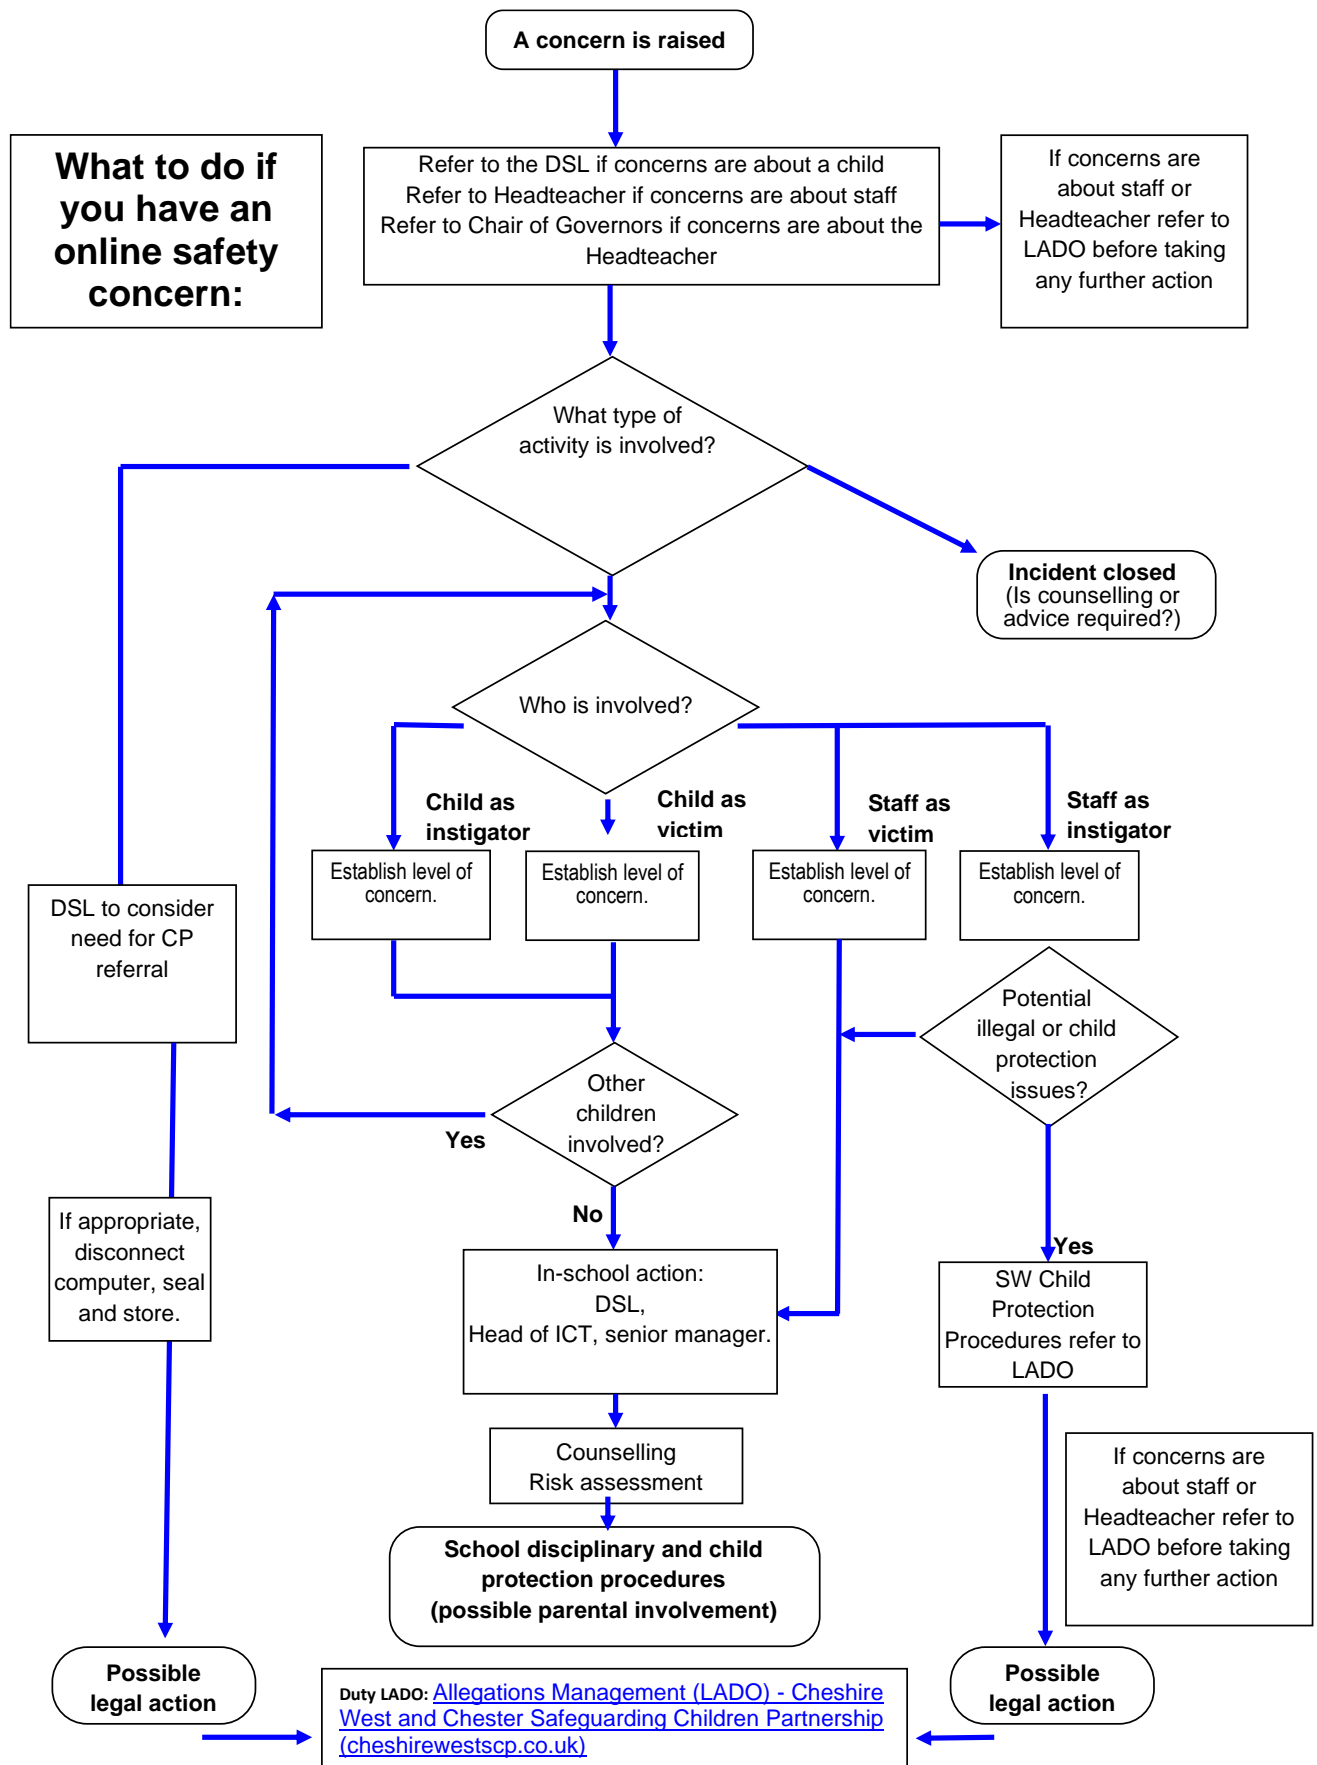 A concern is raised
What to do if
you have an
online safety
concern:
Refer to the DSL if concerns are about a child
Refer to Headteacher if concerns are about staff
Refer to Chair of Governors if concerns are about the
Headteacher
If concerns are
about staff or
Headteacher refer to
LADO before taking
any further action
What type of
activity is involved?
Incident closed
(Is counselling or
advice required?)
Who is involved?
Child as
instigator
Child as
victim
Staff as
victim
Staff as
instigator
Establish level of
concern.
Establish level of
concern.
Establish level of
concern.
Establish level of
concern.
DSL to consider
need for CP
referral
Potential
illegal or child
protection
issues?
Other
children
involved?
Yes
No
If appropriate,
disconnect
computer, seal
and store.
In-school action:
DSL,
Head of ICT, senior manager.
Yes
SW Child
Protection
Procedures refer to
LADO
Counselling
Risk assessment
If concerns are
about staff or
Headteacher refer to
LADO before taking
any further action
School disciplinary and child
protection procedures
(possible parental involvement)
Possible
legal action
Duty LADO: Allegations Management (LADO) - Cheshire
West and Chester Safeguarding Children Partnership
(cheshirewestscp.co.uk)
Possible
legal action